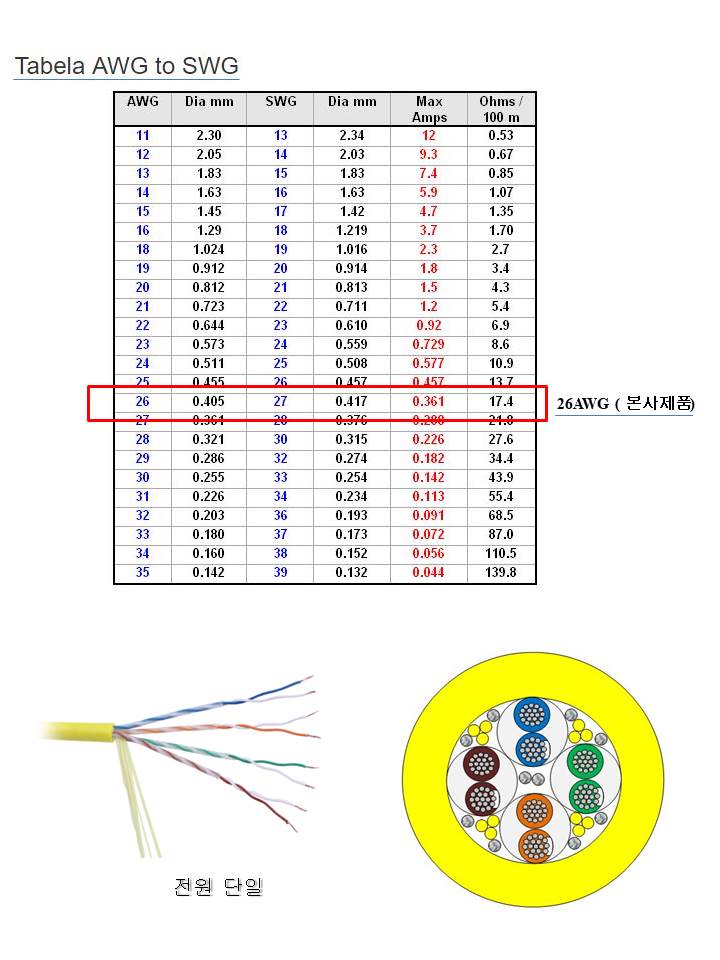 Tabela AWG to SWG
AWG Dia mm SWG Dia mm Max Amps Ohms / 100 m
11 2.30 13 2.34 12 0.53
12 2.05 14 2.03 9.3 0.67
13 1.83 15 1.83 7.4 0.85
14 1.63 16 1.63 5.9 1.07
15 1.45 17 1.42 4.7 1.35
16 1.29 18 1.219 3.7 1.70
18 1.024 19 1.016 2.3 2.7
19 0.912 20 0.914 1.8 3.4
20 0.812 21 0.813 1.5 4.3
21 0.723 22 0.711 1.2 5.4
22 0.644 23 0.610 0.92 6.9
23 0.573 24 0.559 0.729 8.6
24 0.511 25 0.508 0.577 10.9
25 0.455 26 0.457 0.457 13.7
26 0.405 27 0.417 0.361 17.4
26AWG ( 본사제품)
27 0.361 28 0.376 0.288 21.8
28 0.321 30 0.315 0.226 27.6
29 0.286 32 0.274 0.182 34.4
30 0.255 33 0.254 0.142 43.9
31 0.226 34 0.234 0.113 55.4
32 0.203 36 0.193 0.091 68.5
33 0.180 37 0.173 0.072 87.0
34 0.160 38 0.152 0.056 110.5
35 0.142 39 0.132 0.044 139.8
전원 단일